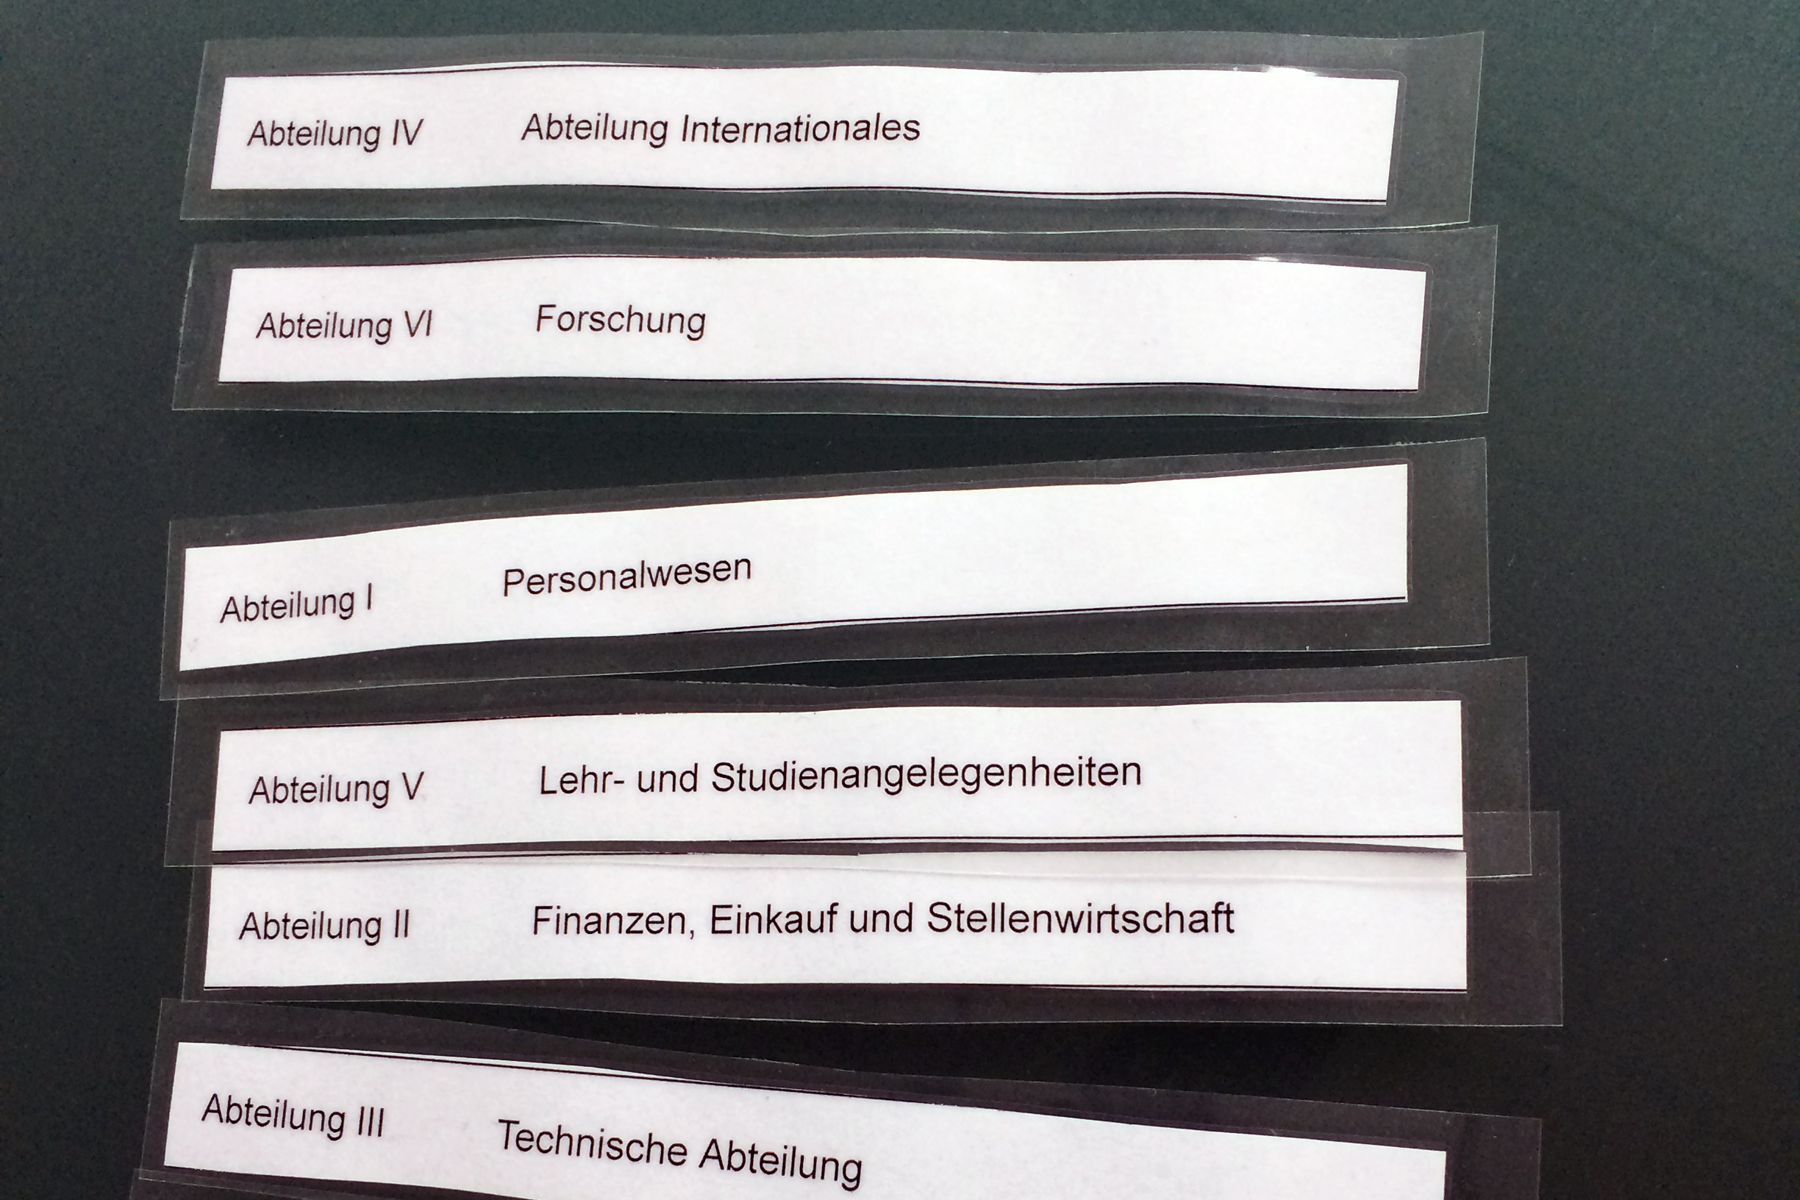 Abteilung IV Abteilung Internationales
Abteilung VI Forschung
Abteilung I Personalwesen
Abteilung V Lehr- und Studienangelegenheiten
Abteilung II Finanzen, Einkauf und Stellenwirtschaft
Abteilung III Technische Abteilung